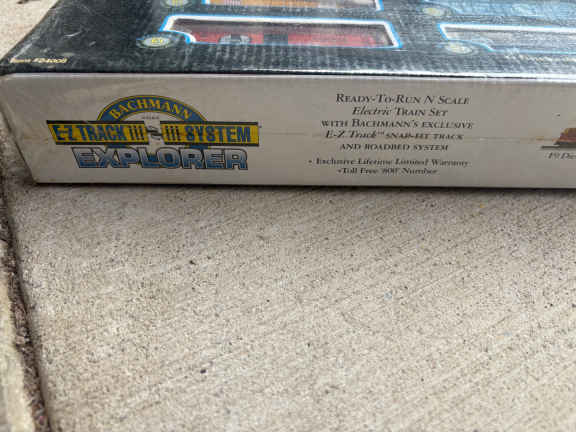 Item #24008
BACHMANN
E-Z TRACK SYSTEM
EXPLORER
READY-TO-RUN N SCALE
Electric TRAIN SET
WITH BACHMANN'S EXCLUSIVE
E-Z Track™ SNAP-FIT TRACK
AND ROADBED SYSTEM
• Exclusive Lifetime Limited Warranty
•Toll Free '800' Number